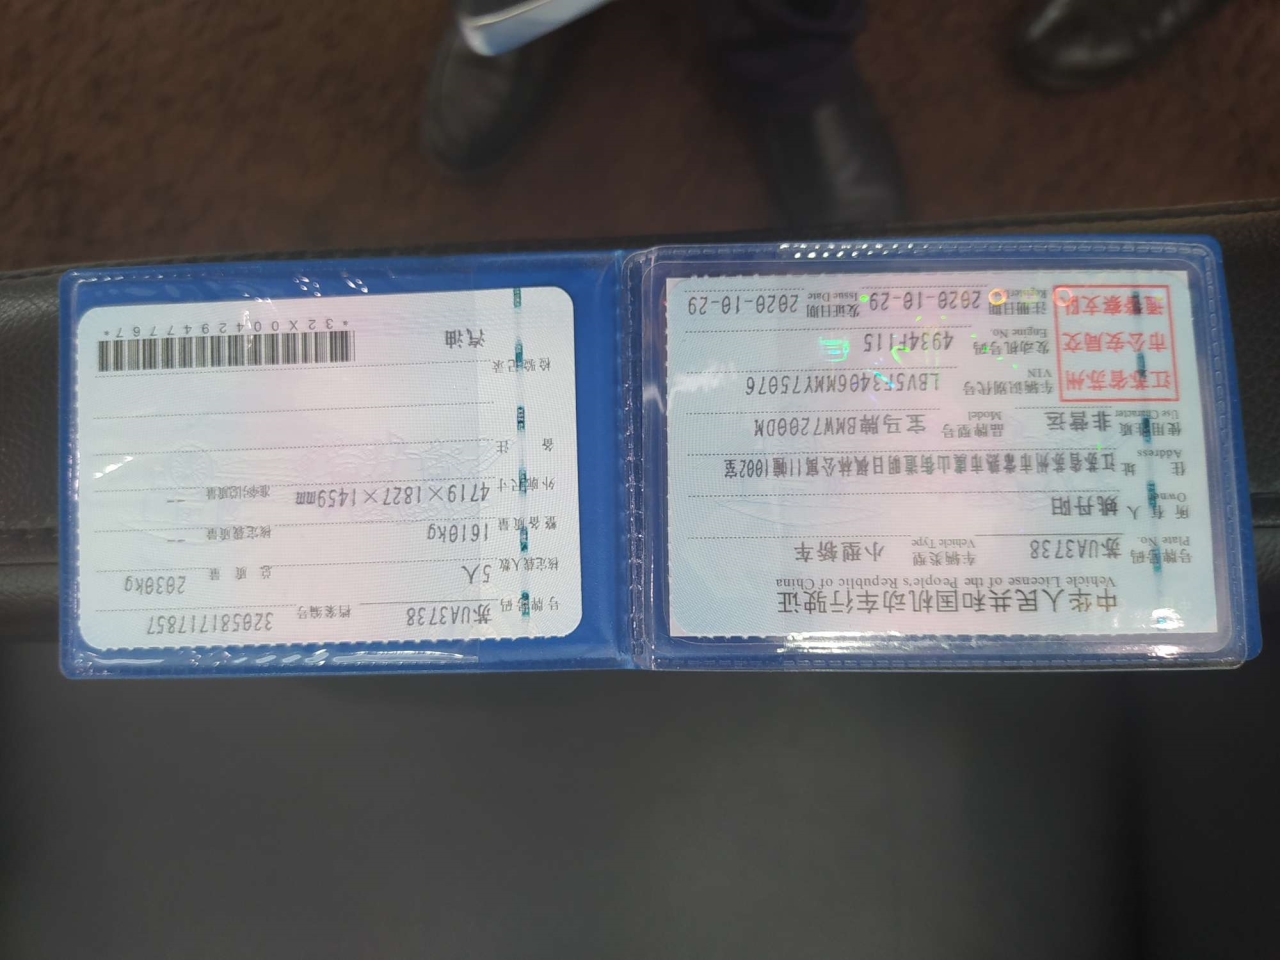 中华人民共和国机动车行驶证
Vehicle License of the People's Republic of China
号牌号码 苏UA3738 车辆类型 小型轿车
Plate No. Vehicle Type
所有人 姚丹阳
Owner
住址 江苏省苏州市常熟市虞山街道明日枫林公寓11幢1002室
Address
使用性质 非营运 品牌型号 宝马牌BMW7200DM
Use Character Model
江苏省苏州
市公安局交
通警察支队
车辆识别代号
VIN
发动机号码 4934F115
Engine No.
注册日期 2020-10-29 发证日期 2020-10-29
Register Issue Date
号牌号码 苏UA3738 档案编号 320581717857
核定载人数 5人 总质量 2030kg
整备质量 1610kg 核定载质量 --
外廓尺寸 4719×1827×1459mm 准牵引总质量 --
备注
检验记录
汽油
*32X0042947767*